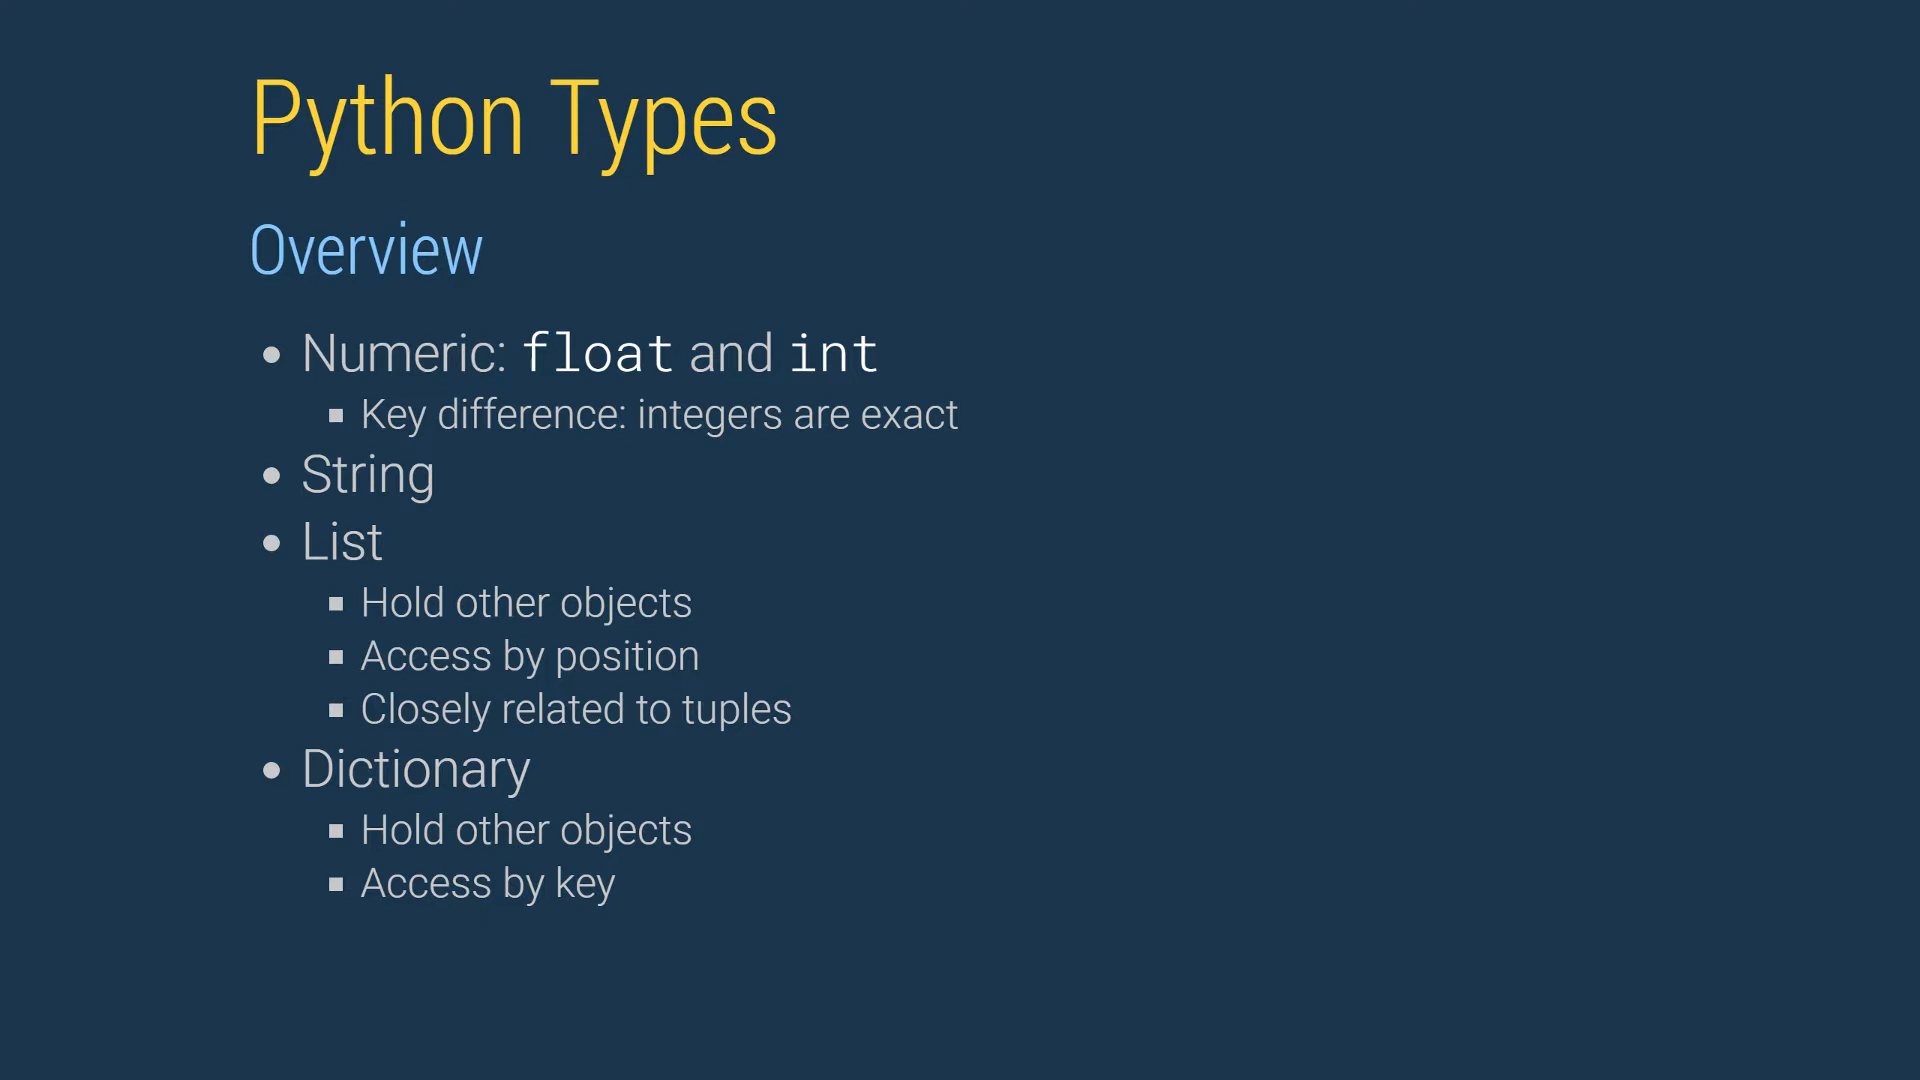 Python Types
Overview
• Numeric: float and int
▪ Key difference: integers are exact
• String
• List
▪ Hold other objects
▪ Access by position
▪ Closely related to tuples
• Dictionary
▪ Hold other objects
▪ Access by key